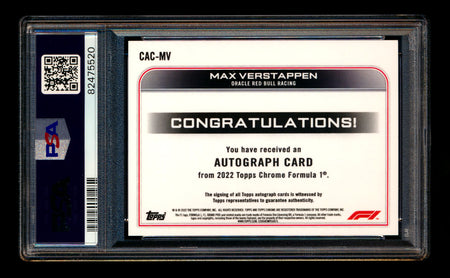 CAC-MV
MAX VERSTAPPEN
ORACLE RED BULL RACING
CONGRATULATIONS!
You have received an
AUTOGRAPH CARD
from 2022 Topps Chrome Formula 1®.
The signing of all Topps autograph cards is witnessed by
Topps representatives to guarantee authenticity.
Topps
F1
PSA
82475520